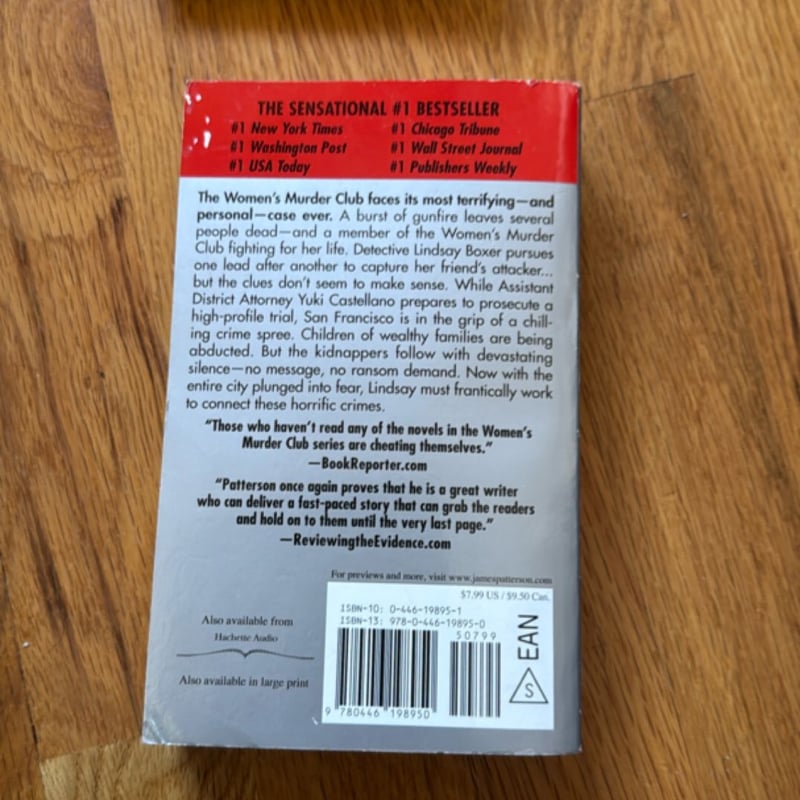 THE SENSATIONAL #1 BESTSELLER
#1 New York Times #1 Chicago Tribune
#1 Washington Post #1 Wall Street Journal
#1 USA Today #1 Publishers Weekly
The Women's Murder Club faces its most terrifying—and
personal—case ever. A burst of gunfire leaves several
people dead—and a member of the Women's Murder
Club fighting for her life. Detective Lindsay Boxer pursues
one lead after another to capture her friend's attacker...
but the clues don't seem to make sense. While Assistant
District Attorney Yuki Castellano prepares to prosecute a
high-profile trial, San Francisco is in the grip of a chill-
ing crime spree. Children of wealthy families are being
abducted. But the kidnappers follow with devastating
silence—no message, no ransom demand. Now with the
entire city plunged into fear, Lindsay must frantically work
to connect these horrific crimes.
"Those who haven't read any of the novels in the Women's
Murder Club series are cheating themselves."
—BookReporter.com
"Patterson once again proves that he is a great writer
who can deliver a fast-paced story that can grab the readers
and hold on to them until the very last page."
—ReviewingtheEvidence.com
For previews and more, visit www.jamespatterson.com
$7.99 US / $9.50 Can.
ISBN-10: 0-446-19895-1
ISBN-13: 978-0-446-19895-0
50799
9 780446 198950
EAN
S
Also available from
Hachette Audio
Also available in large print